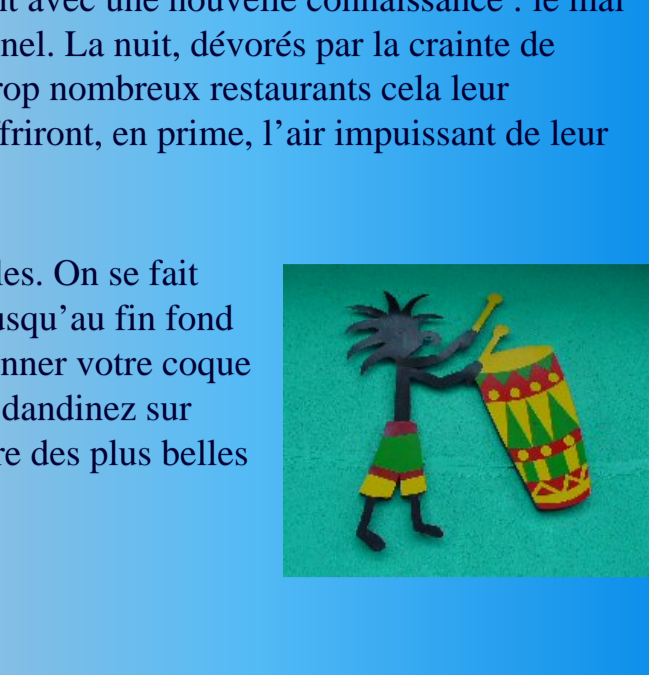 avec une nouvelle connaissance : le mal
nel. La nuit, dévorés par la crainte de
rop nombreux restaurants cela leur
ffriront, en prime, l’air impuissant de leur
les. On se fait
usqu’au fin fond
nner votre coque
dandinez sur
re des plus belles